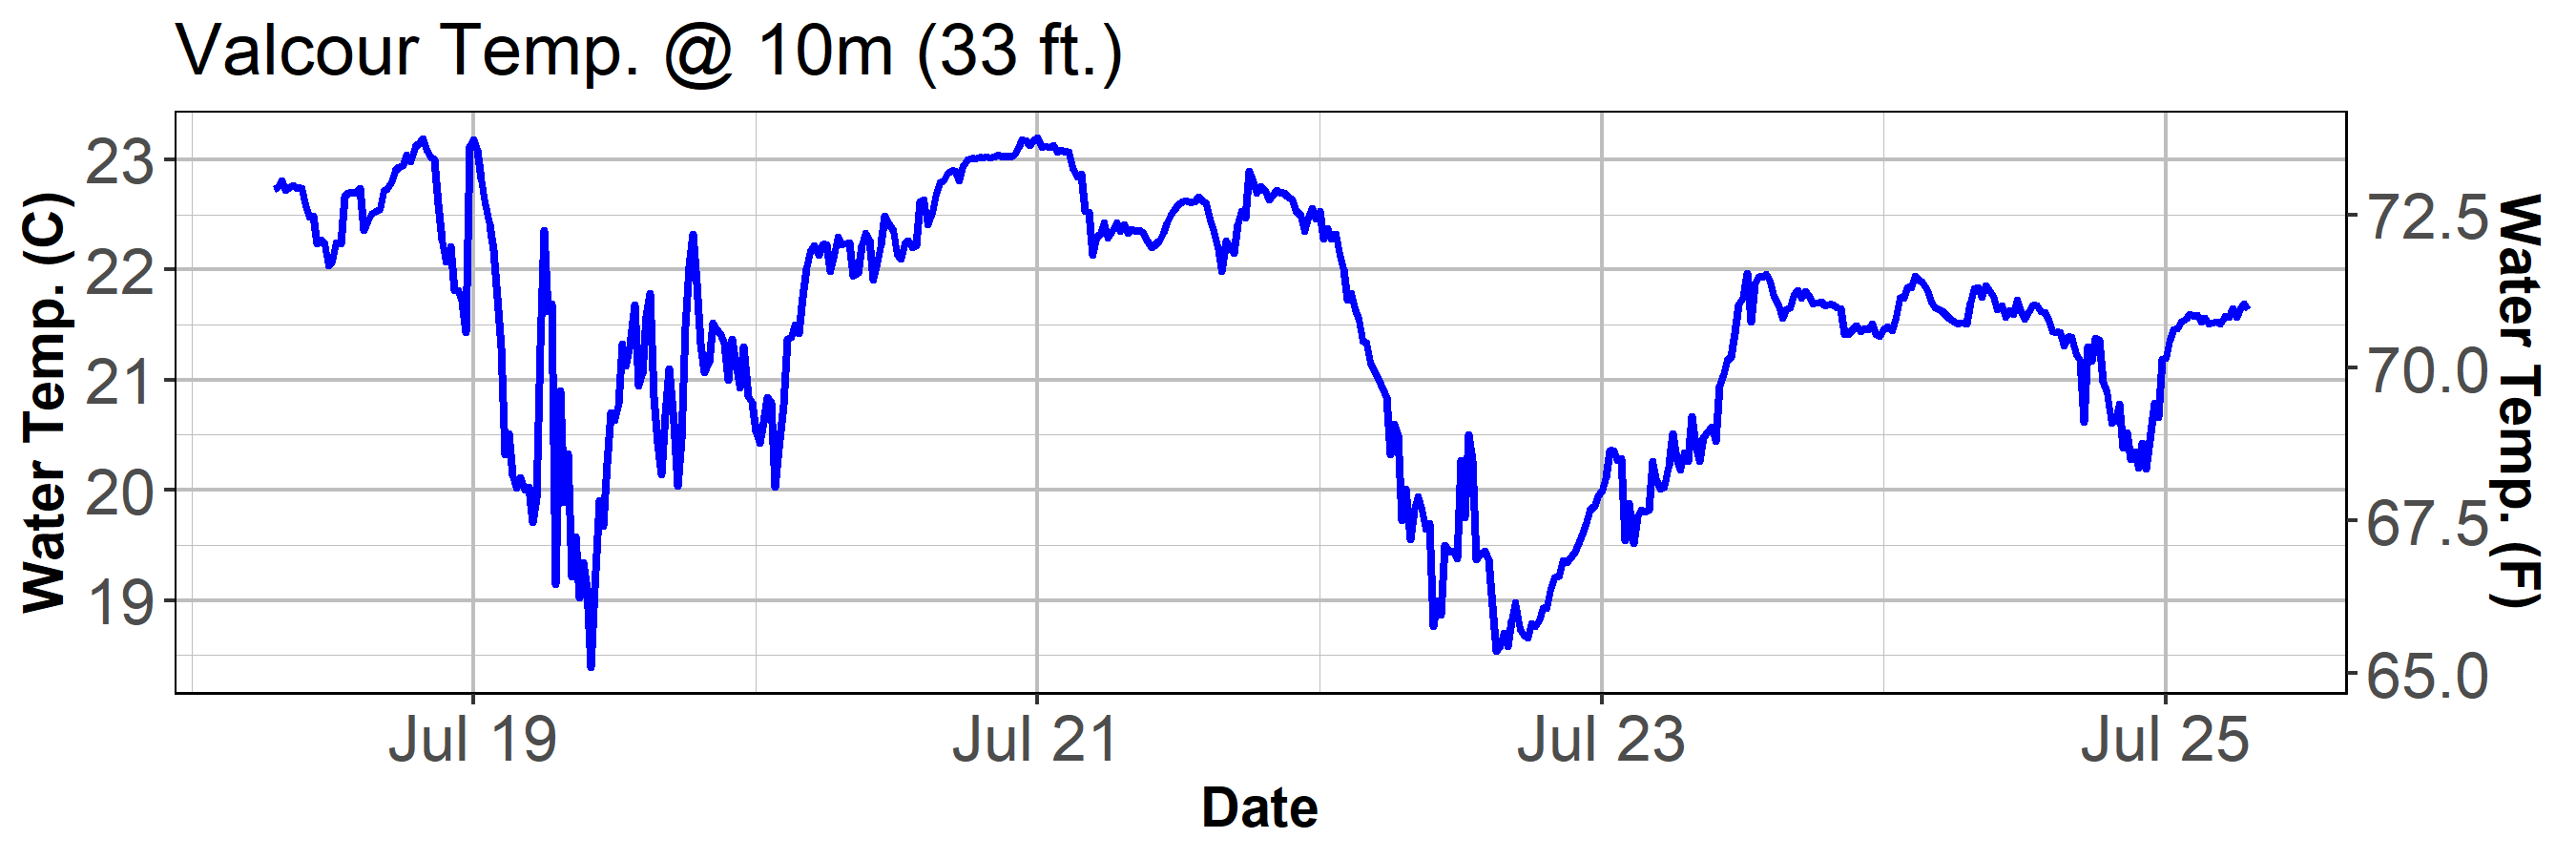 Valcour Temp. @ 10m (33 ft.)
Water Temp. (C)
23
22
21
20
19
72.5
70.0
67.5
65.0
Water Temp. (F)
Jul 19 Jul 21 Jul 23 Jul 25
Date